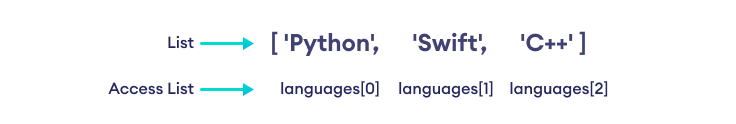 List [ 'Python', 'Swift', 'C++' ]
Access List languages[0] languages[1] languages[2]